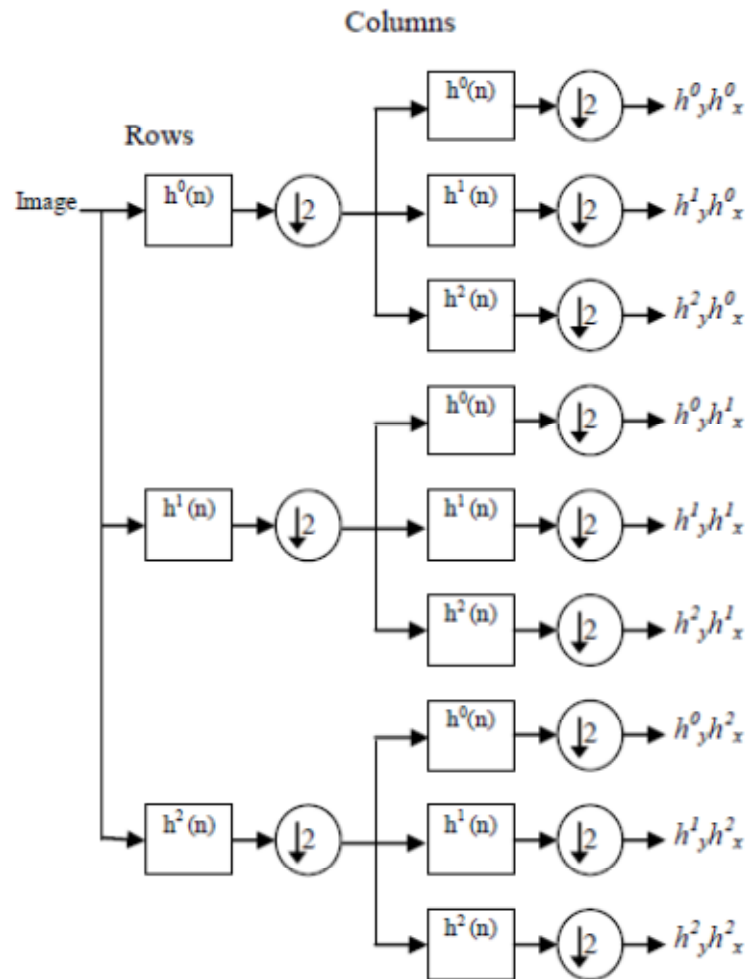 Columns
h⁰(n) ↓2 h⁰yh⁰x
Rows
Image h⁰(n) ↓2 h¹(n) ↓2 h¹yh⁰x
h²(n) ↓2 h²yh⁰x
h⁰(n) ↓2 h⁰yh¹x
h¹(n) ↓2 h¹(n) ↓2 h¹yh¹x
h²(n) ↓2 h²yh¹x
h⁰(n) ↓2 h⁰yh²x
h²(n) ↓2 h¹(n) ↓2 h¹yh²x
h²(n) ↓2 h²yh²x